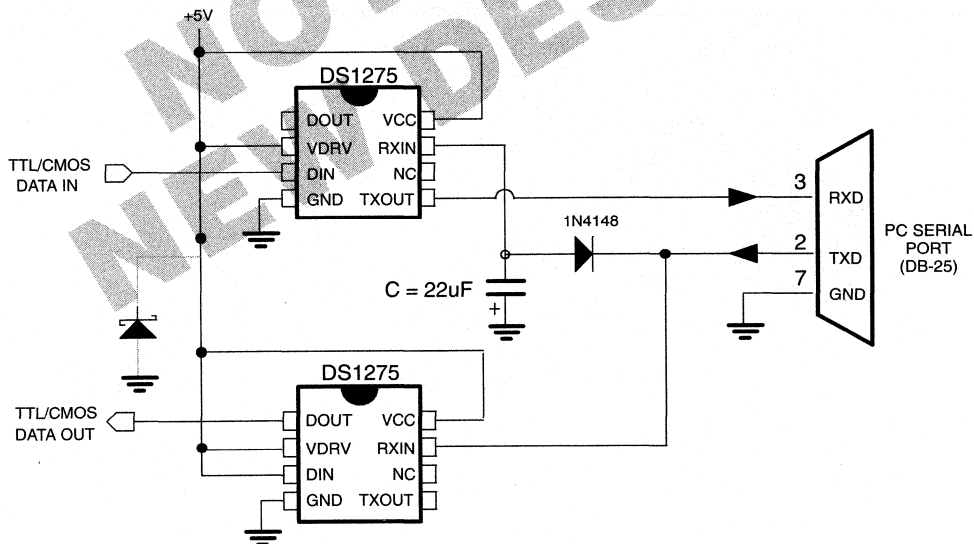 +5V
NO
NEW DES
DS1275
DOUT VCC
VDRV RXIN
DIN NC
GND TXOUT
TTL/CMOS
DATA IN
1N4148
C = 22uF
+
3
2
7
RXD
TXD
GND
PC SERIAL
PORT
(DB-25)
DS1275
DOUT VCC
VDRV RXIN
DIN NC
GND TXOUT
TTL/CMOS
DATA OUT